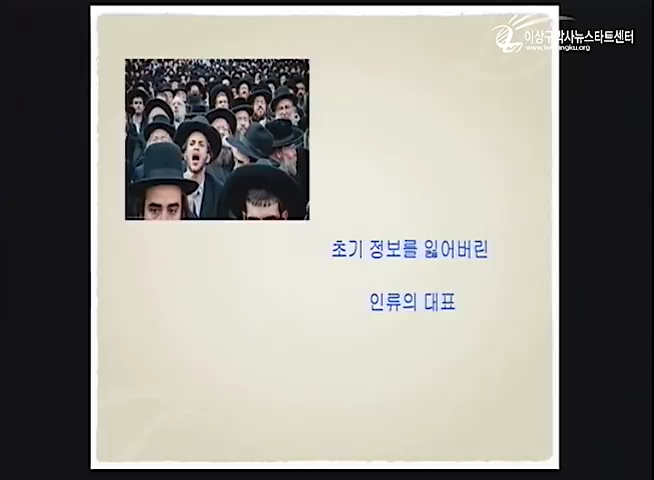 이상구박사뉴스타트센터
초기 정보를 잃어버린
인류의 대표